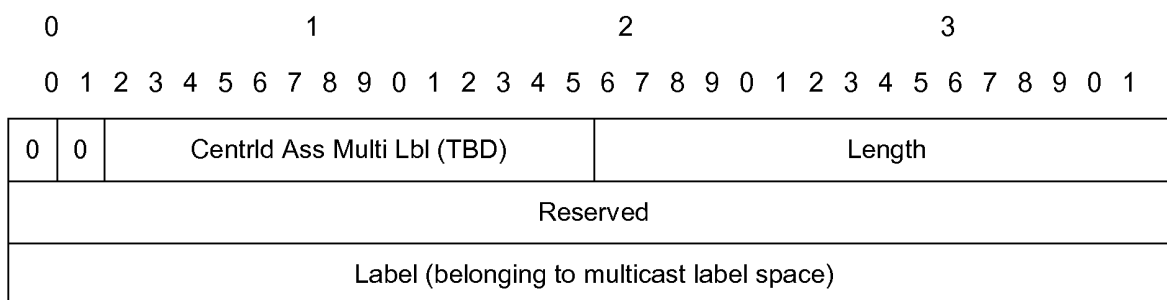 0 1 2 3
0 1 2 3 4 5 6 7 8 9 0 1 2 3 4 5 6 7 8 9 0 1 2 3 4 5 6 7 8 9 0 1
0 0 Centrld Ass Multi Lbl (TBD) Length
Reserved
Label (belonging to multicast label space)